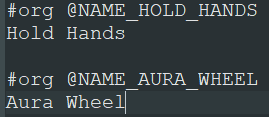 #org @NAME_HOLD_HANDS
Hold Hands
#org @NAME_AURA_WHEEL
Aura Wheel